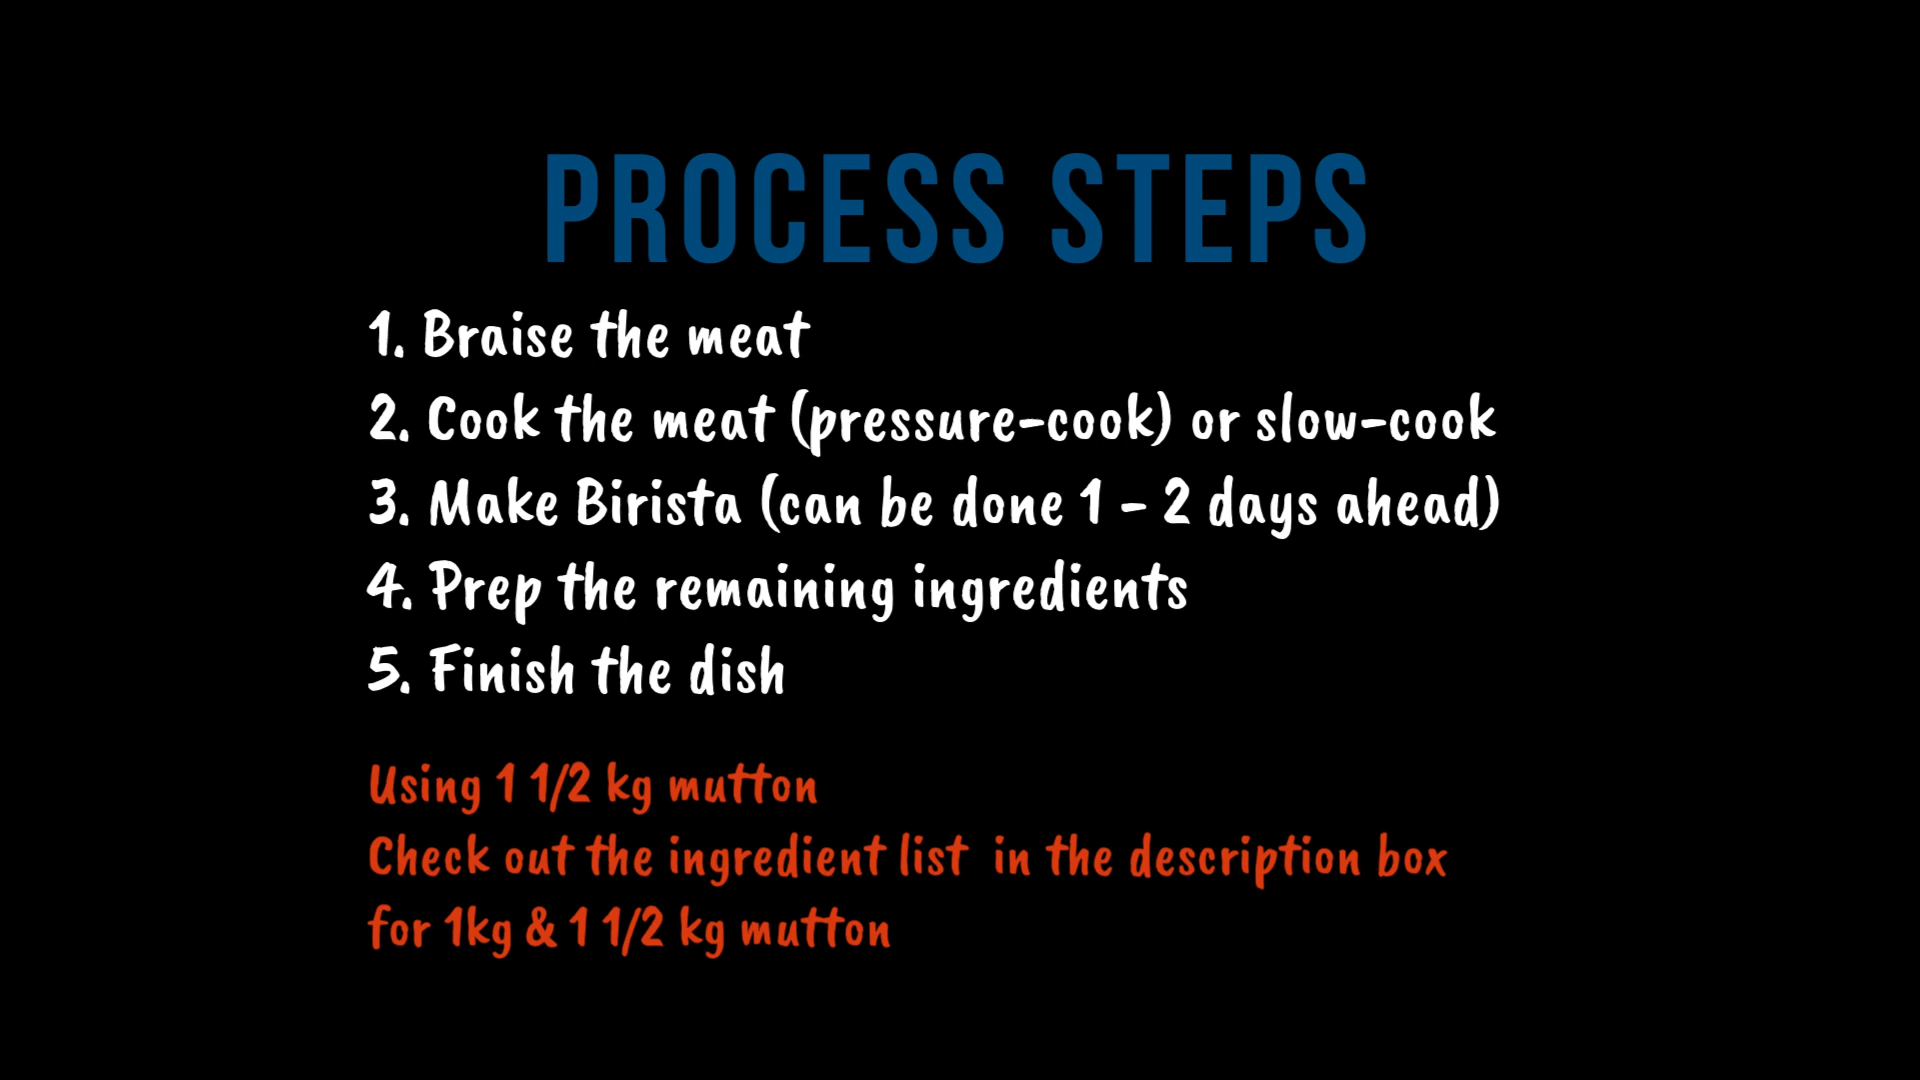 PROCESS STEPS
1. Braise the meat
2. Cook the meat (pressure-cook) or slow-cook
3. Make Birista (can be done 1 - 2 days ahead)
4. Prep the remaining ingredients
5. Finish the dish
Using 1 1/2 kg mutton
Check out the ingredient list in the description box
for 1kg & 1 1/2 kg mutton